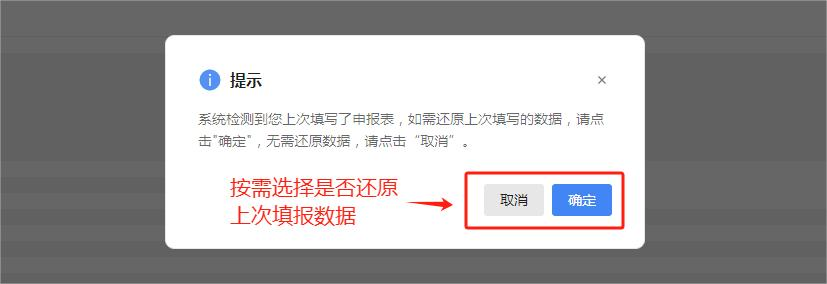 提示
系统检测到您上次填写了申报表，如需还原上次填写的数据，请点
击"确定"，无需还原数据，请点击“取消”。
按需选择是否还原
上次填报数据
取消 确定